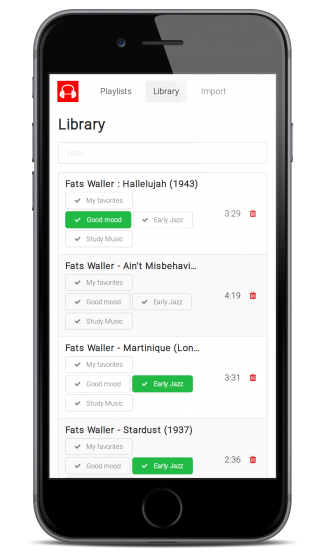 Playlists Library Import
Library
Filter
Fats Waller : Hallelujah (1943)
My favorites
Good mood Early Jazz 3:29
Study Music
Fats Waller - Ain't Misbehavi...
My favorites
Good mood Early Jazz 4:19
Study Music
Fats Waller - Martinique (Lon...
My favorites
Good mood Early Jazz 3:31
Study Music
Fats Waller - Stardust (1937)
My favorites
Good mood Early Jazz 2:36